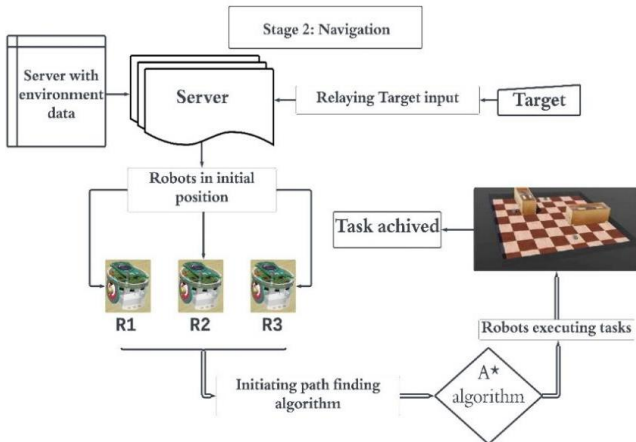 Stage 2: Navigation
Server with
environment
data
Server
Relaying Target input
Target
Robots in initial
position
Task achived
R1
R2
R3
Robots executing tasks
Initiating path finding
algorithm
A*
algorithm